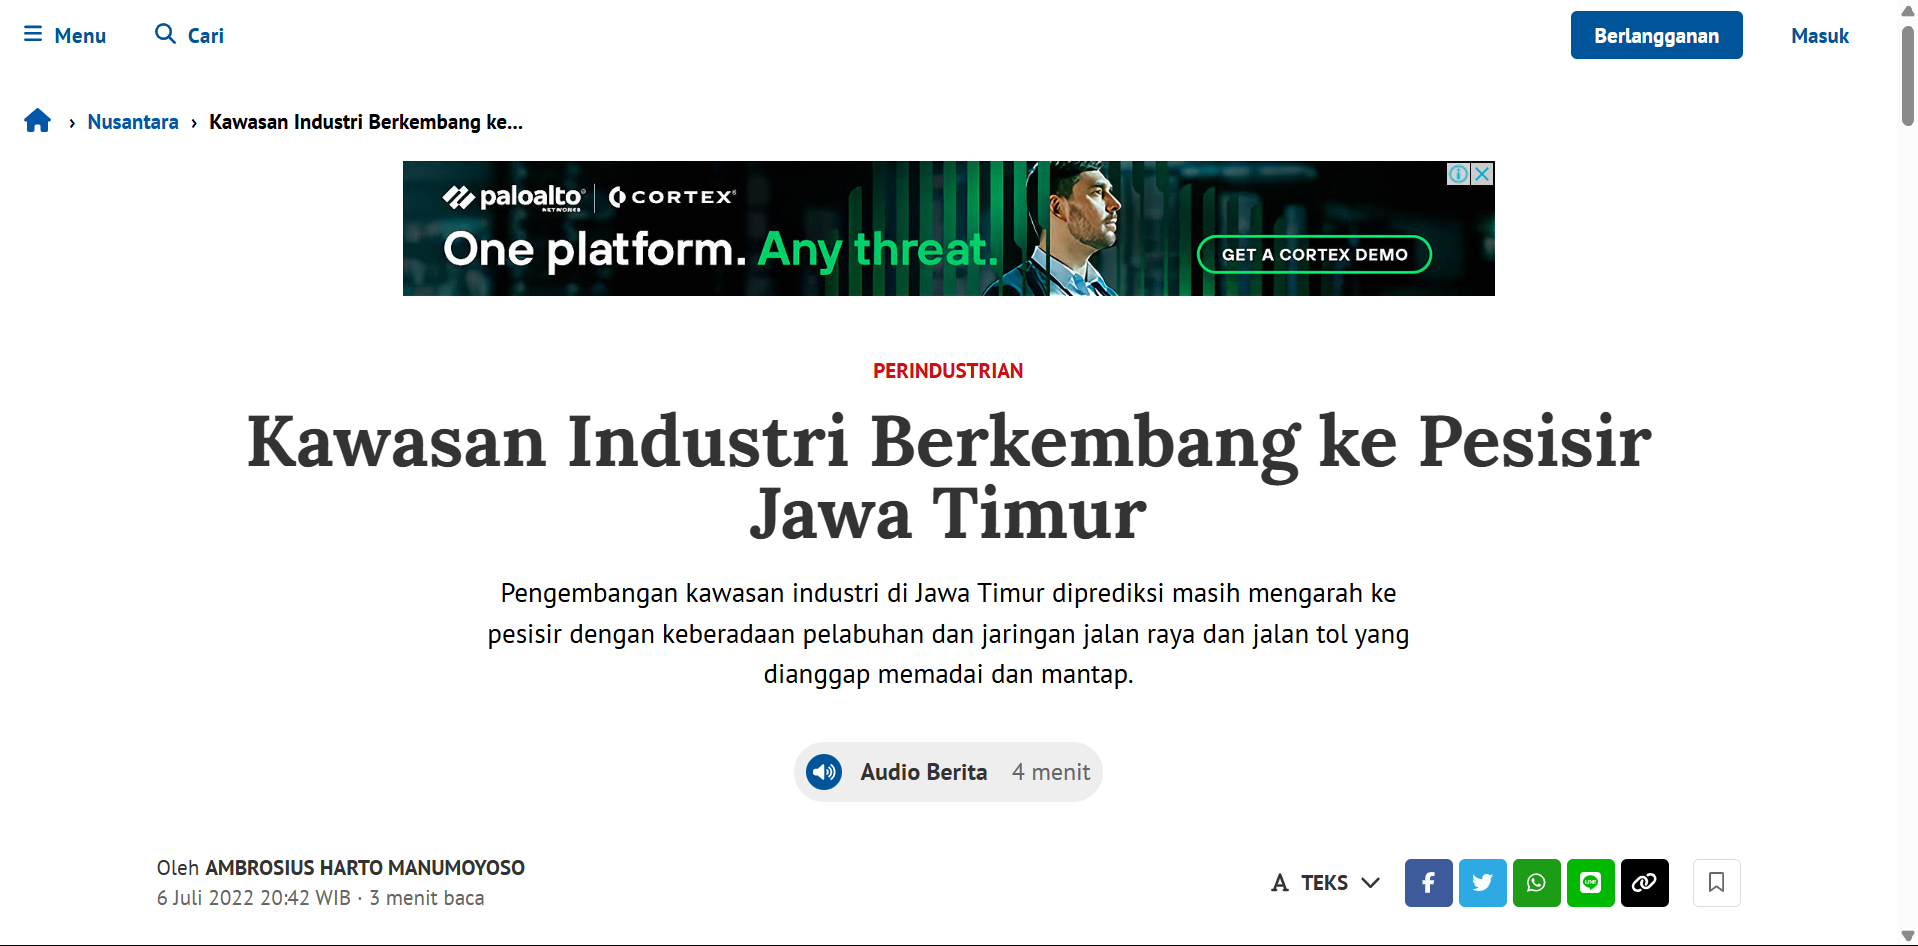 Menu
Cari
Berlangganan
Masuk
› Nusantara › Kawasan Industri Berkembang ke...
paloalto NETWORKS | CORTEX
One platform. Any threat.
GET A CORTEX DEMO
PERINDUSTRIAN
Kawasan Industri Berkembang ke Pesisir
Jawa Timur
Pengembangan kawasan industri di Jawa Timur diprediksi masih mengarah ke
pesisir dengan keberadaan pelabuhan dan jaringan jalan raya dan jalan tol yang
dianggap memadai dan mantap.
Audio Berita 4 menit
Oleh AMBROSIUS HARTO MANUMOYOSO
6 Juli 2022 20:42 WIB · 3 menit baca
A TEKS